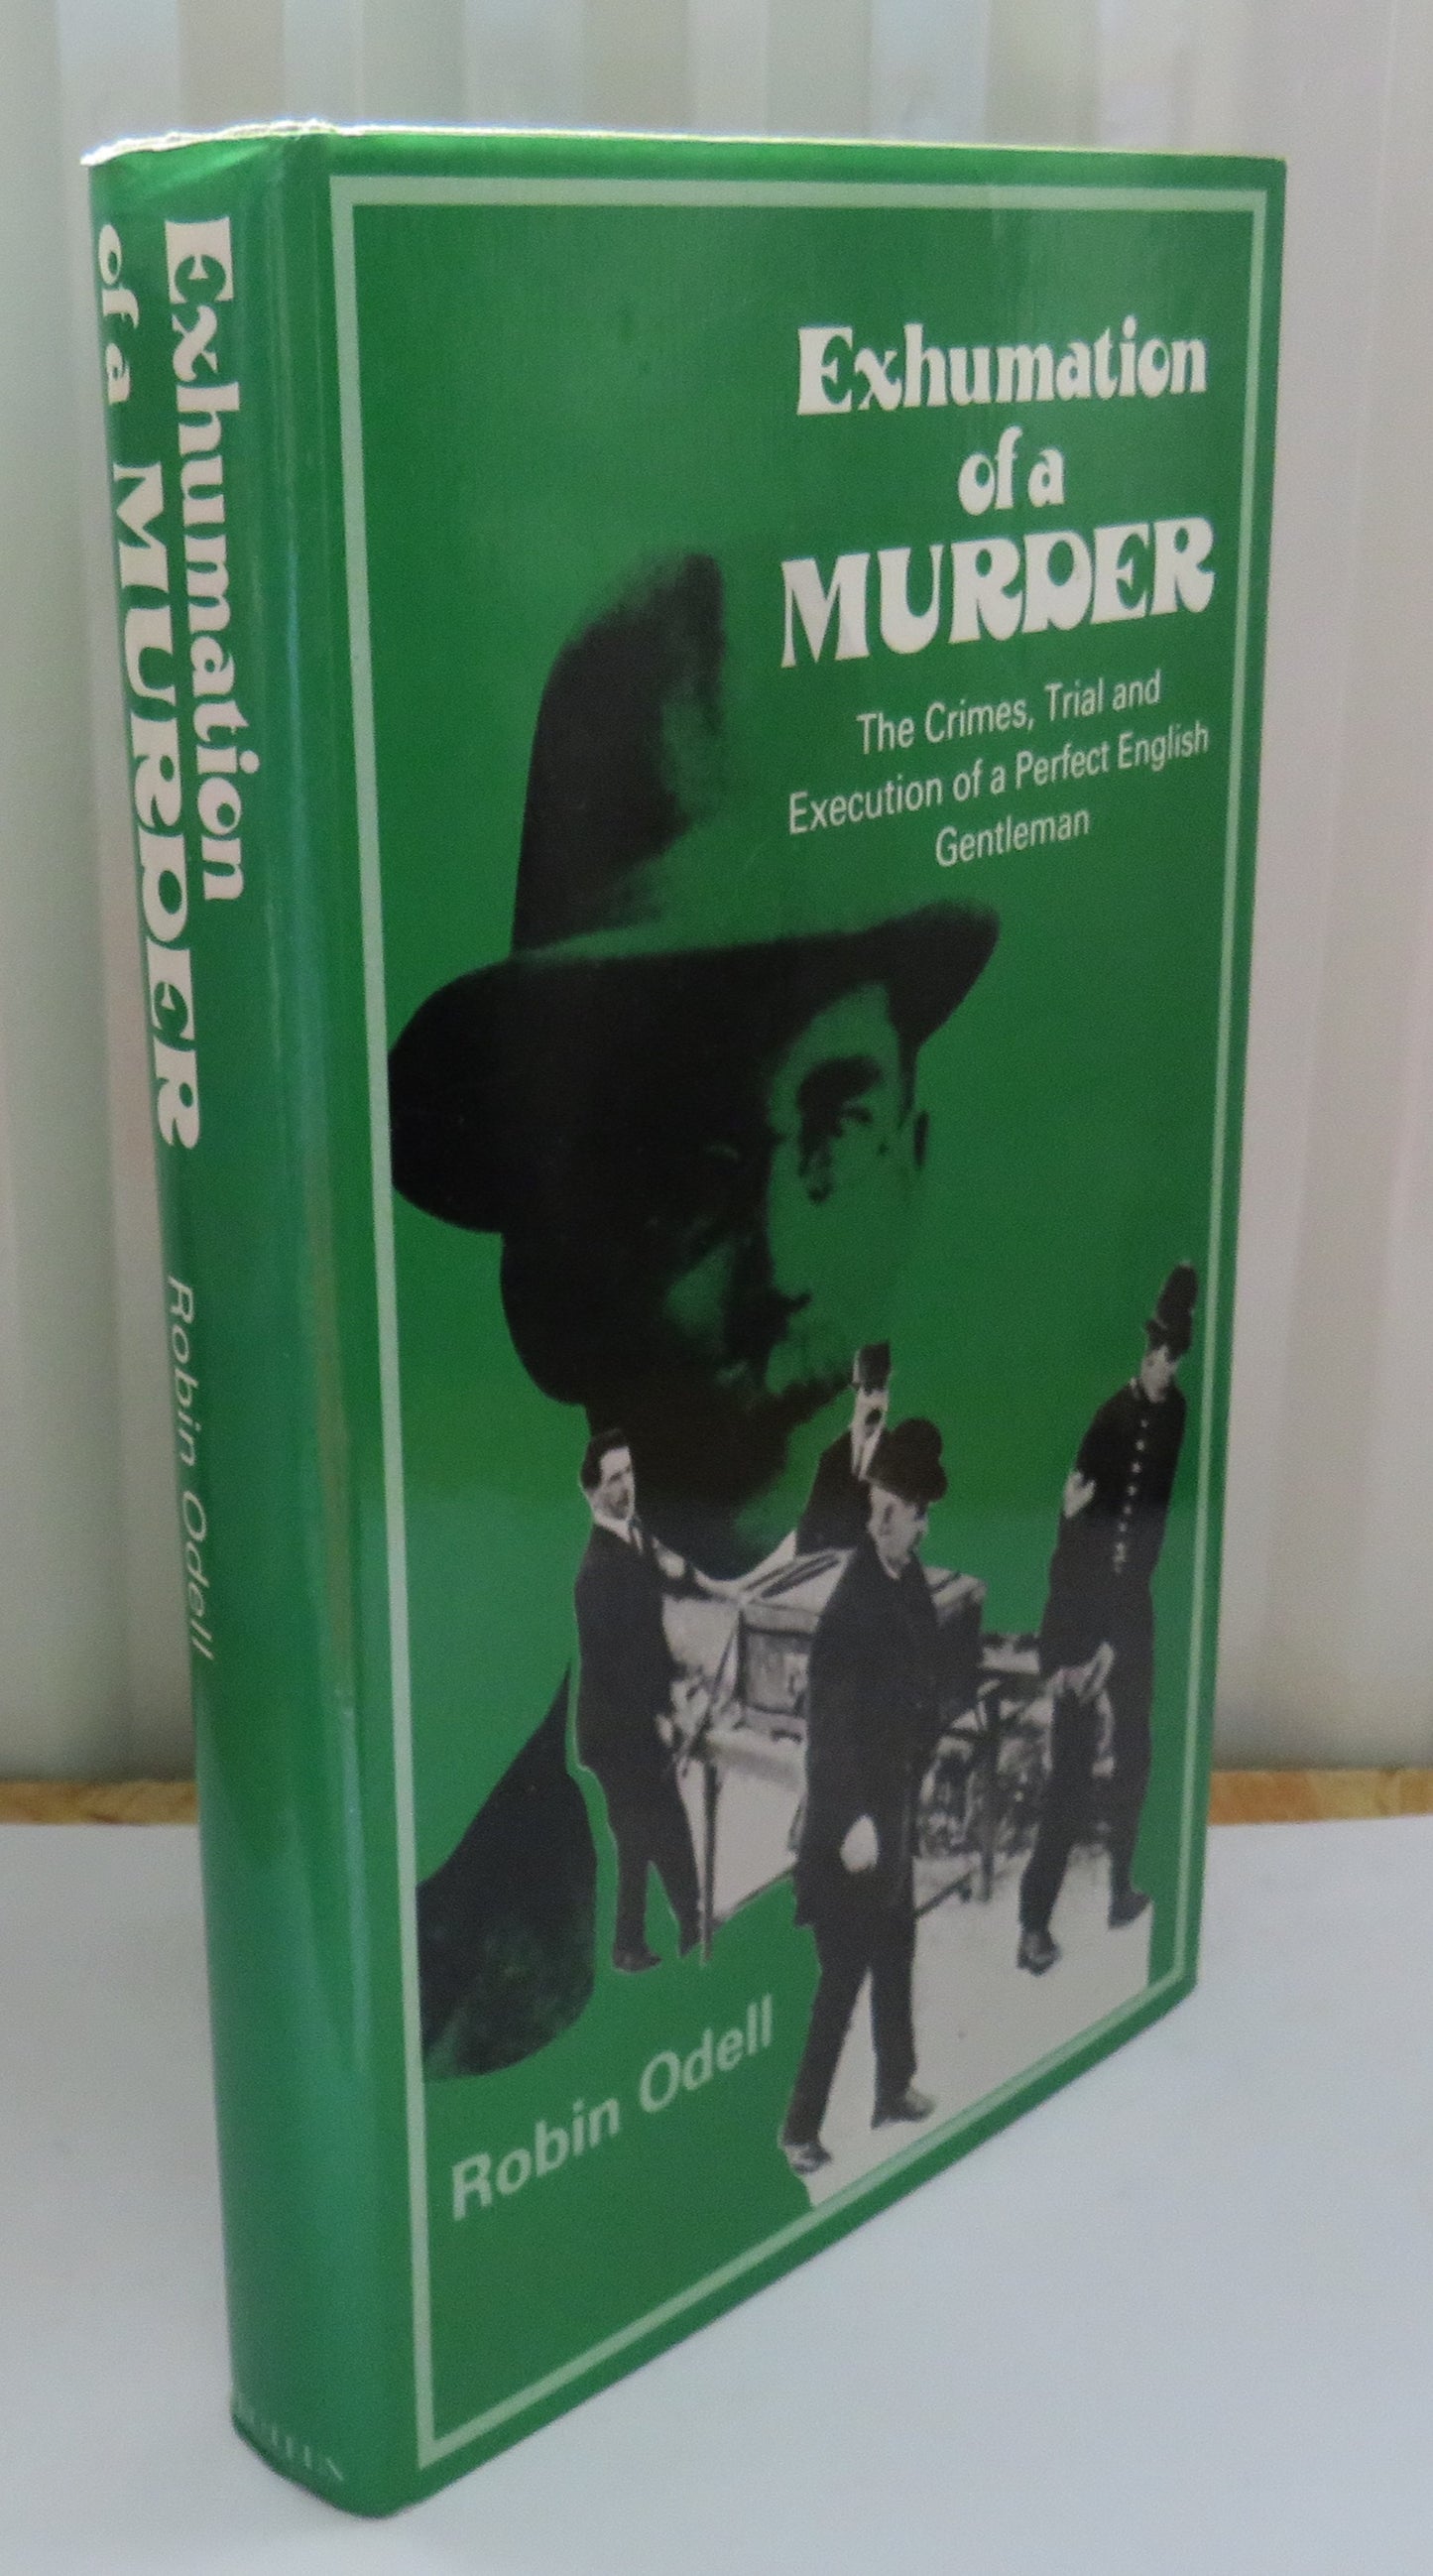 Exhumation
of a MURDER
Robin Odell
Exhumation
of a
MURDER
The Crimes, Trial and
Execution of a Perfect English
Gentleman
Robin Odell